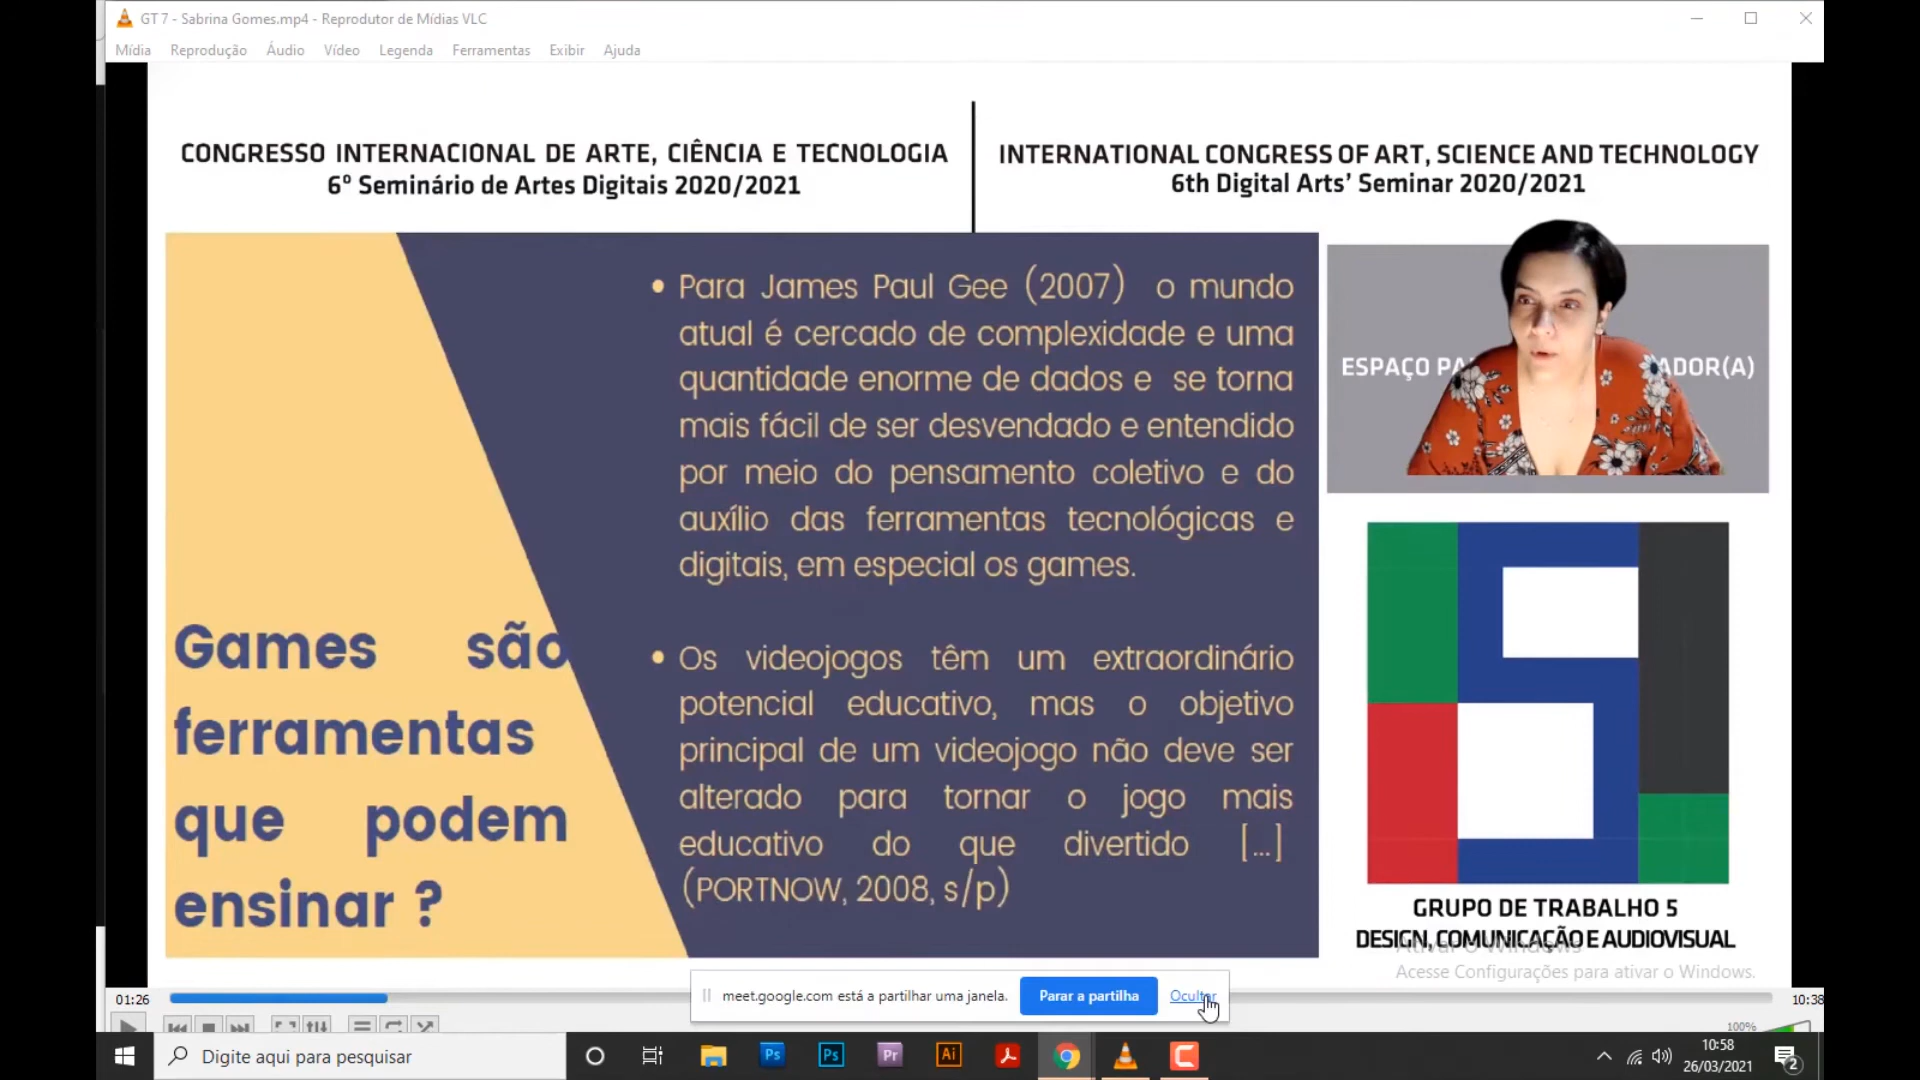 GT 7 - Sabrina Gomes.mp4 - Reprodutor de Mídias VLC
Mídia Reprodução Áudio Vídeo Legenda Ferramentas Exibir Ajuda
CONGRESSO INTERNACIONAL DE ARTE, CIÊNCIA E TECNOLOGIA
6º Seminário de Artes Digitais 2020/2021
INTERNATIONAL CONGRESS OF ART, SCIENCE AND TECHNOLOGY
6th Digital Arts' Seminar 2020/2021
Games são
ferramentas
que podem
ensinar ?
• Para James Paul Gee (2007) o mundo
atual é cercado de complexidade e uma
quantidade enorme de dados e se torna
mais fácil de ser desvendado e entendido
por meio do pensamento coletivo e do
auxílio das ferramentas tecnológicas e
digitais, em especial os games.
• Os videojogos têm um extraordinário
potencial educativo, mas o objetivo
principal de um videojogo não deve ser
alterado para tornar o jogo mais
educativo do que divertido [...]
(PORTNOW, 2008, s/p)
ESPAÇO PA ADOR(A)
GRUPO DE TRABALHO 5
DESIGN, COMUNICAÇÃO E AUDIOVISUAL
Ativar o Windows
Acesse Configurações para ativar o Windows.
meet.google.com está a partilhar uma janela. Parar a partilha Ocultar
01:26
10:38
100%
Digite aqui para pesquisar
Ps Ps Pr Ai
10:58
26/03/2021
2